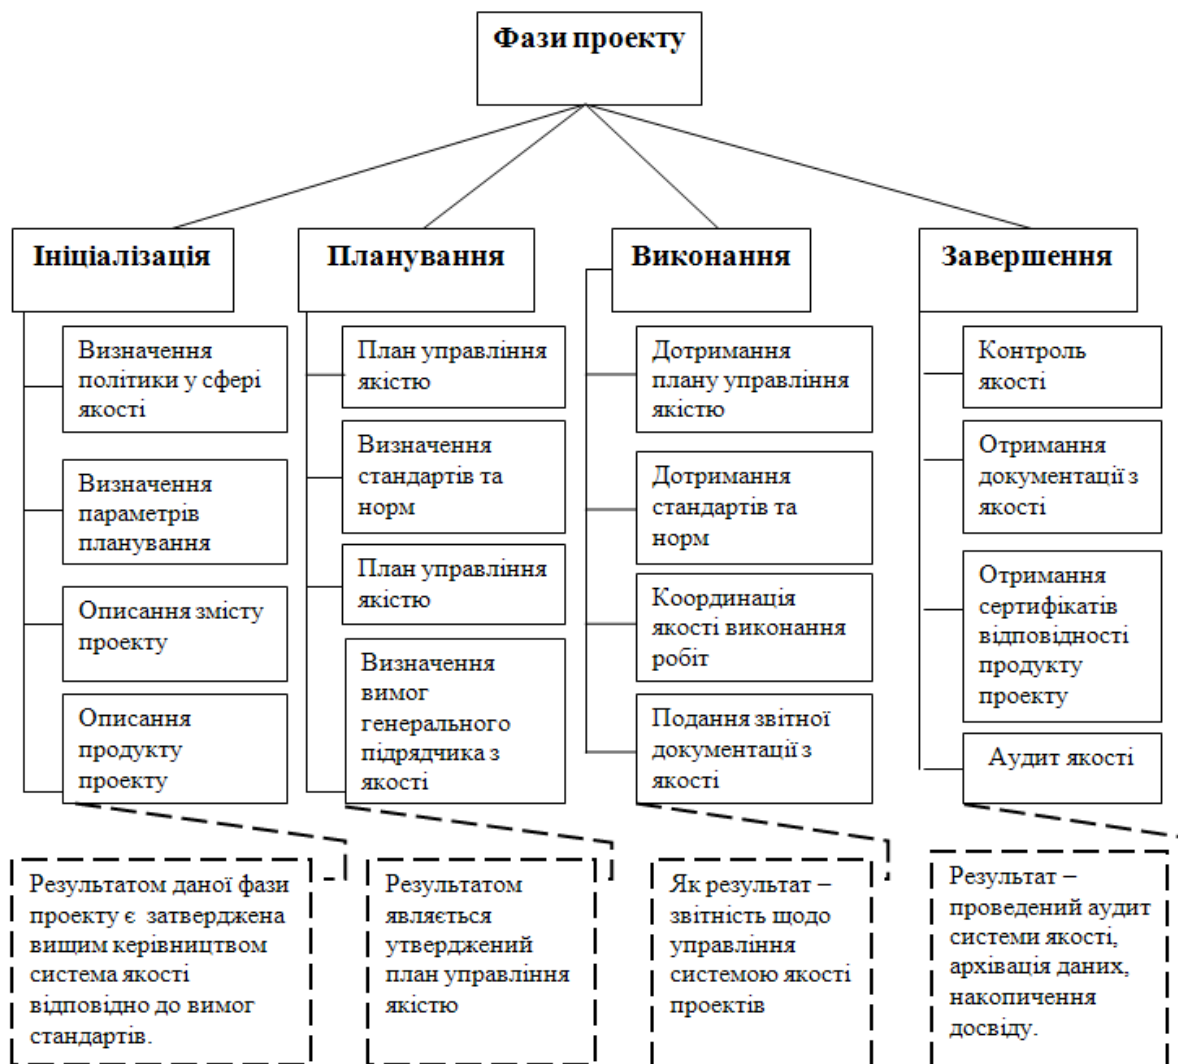 Фази проекту
Ініціалізація
Визначення
політики у сфері
якості
Визначення
параметрів
планування
Описання змісту
проекту
Описання
продукту
проекту
Результатом даної фази
проекту є затверджена
вищим керівництвом
система якості
відповідно до вимог
стандартів.
Планування
План управління
якістю
Визначення
стандартів та
норм
План управління
якістю
Визначення
вимог
генерального
підрядчика з
якості
Результатом
являється
утверджений
план управління
якістю
Виконання
Дотримання
плану управління
якістю
Дотримання
стандартів та
норм
Координація
якості виконання
робіт
Подання звітної
документації з
якості
Як результат –
звітність щодо
управління
системою якості
проектів
Завершення
Контроль
якості
Отримання
документації з
якості
Отримання
сертифікатів
відповідності
продукту
проекту
Аудит якості
Результат –
проведений аудит
системи якості,
архівація даних,
накопичення
досвіду.